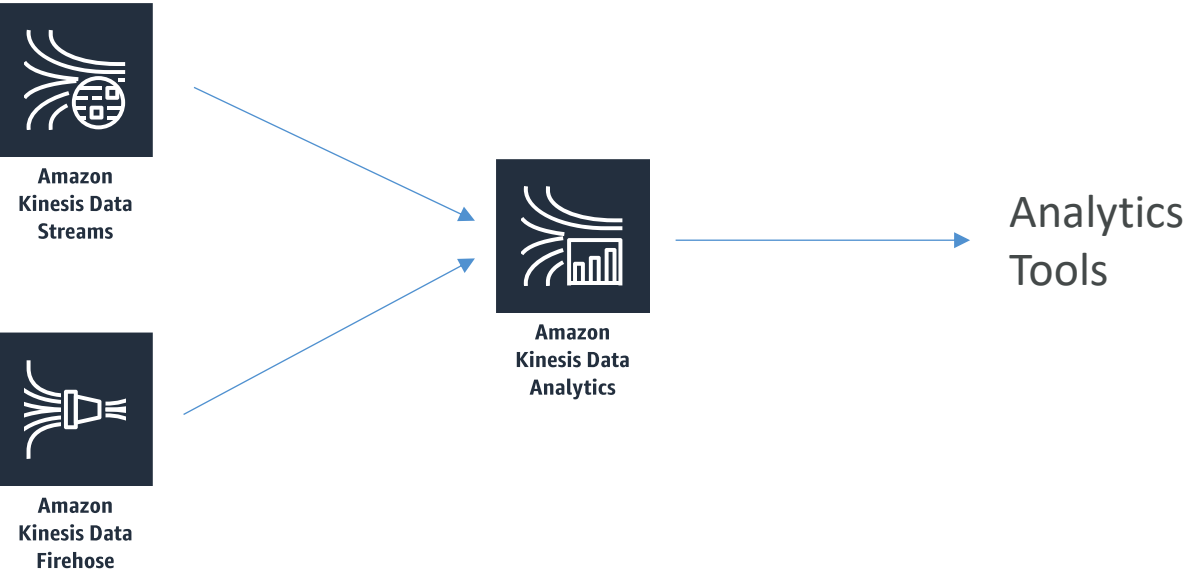 Amazon
Kinesis Data
Streams
Amazon
Kinesis Data
Firehose
Amazon
Kinesis Data
Analytics
Analytics
Tools